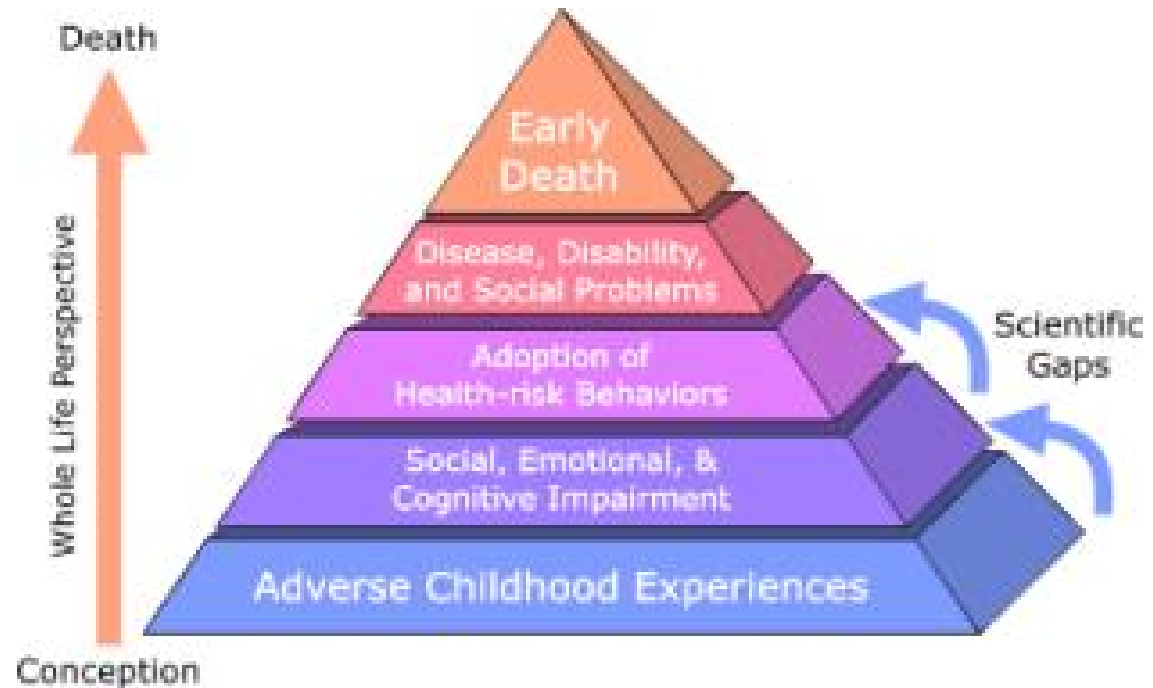 Death
Whole Life Perspective
Conception
Early
Death
Disease, Disability,
and Social Problems
Adoption of
Health-risk Behaviors
Social, Emotional, &
Cognitive Impairment
Adverse Childhood Experiences
Scientific
Gaps